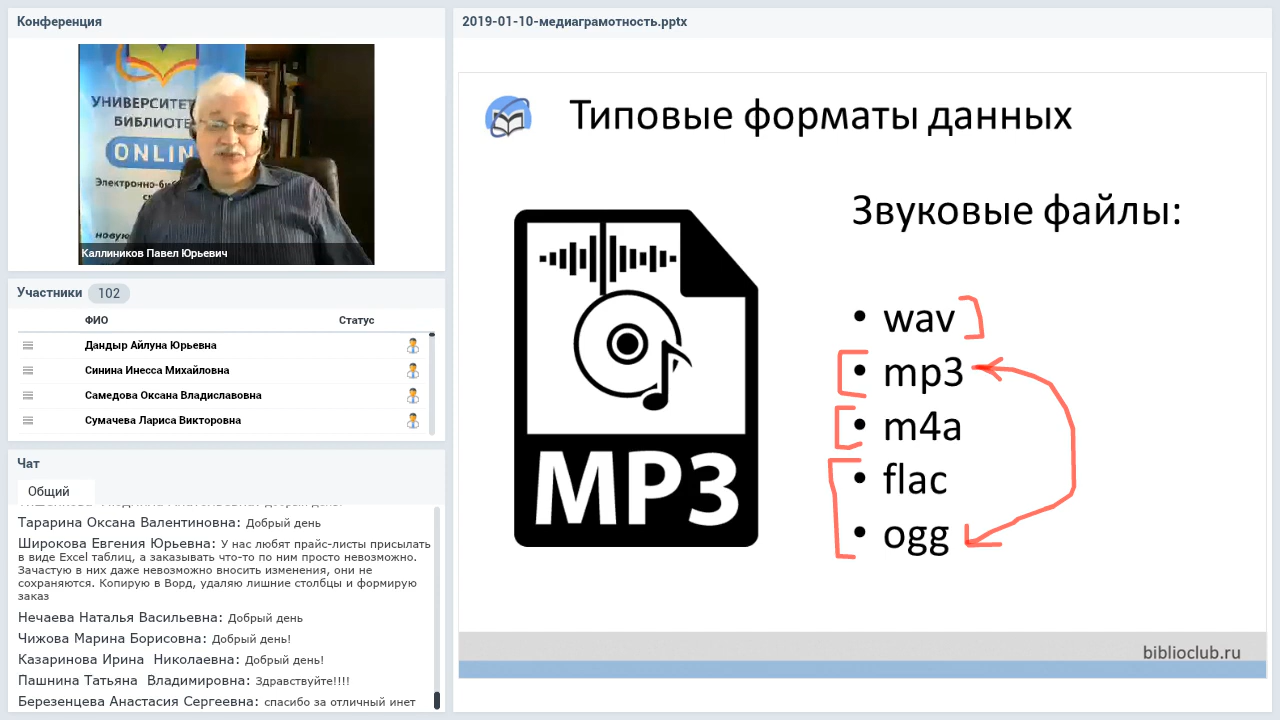 Конференция
УНИВЕРСИТЕТ
БИБЛИОТЕ
ONLIN
Электронно-биб
новую
Каллиников Павел Юрьевич
Участники 102
ФИО Статус
Дандыр Айлуна Юрьевна
Синина Инесса Михайловна
Самедова Оксана Владиславовна
Сумачева Лариса Викторовна
Чат
Общий
Тарарина Оксана Валентиновна: Добрый день
Широкова Евгения Юрьевна: У нас любят прайс-листы присылать
в виде Excel таблиц, а заказывать что-то по ним просто невозможно.
Зачастую в них даже невозможно вносить изменения, они не
сохраняются. Копирую в Ворд, удаляю лишние столбцы и формирую
заказ
Нечаева Наталья Васильевна: Добрый день
Чижова Марина Борисовна: Добрый день!
Казаринова Ирина Николаевна: Добрый день!
Пашнина Татьяна Владимировна: Здравствуйте!!!!
Березенцева Анастасия Сергеевна: спасибо за отличный инет
2019-01-10-медиаграмотность.pptx
Типовые форматы данных
MP3
Звуковые файлы:
• wav
• mp3
• m4a
• flac
• ogg
biblioclub.ru